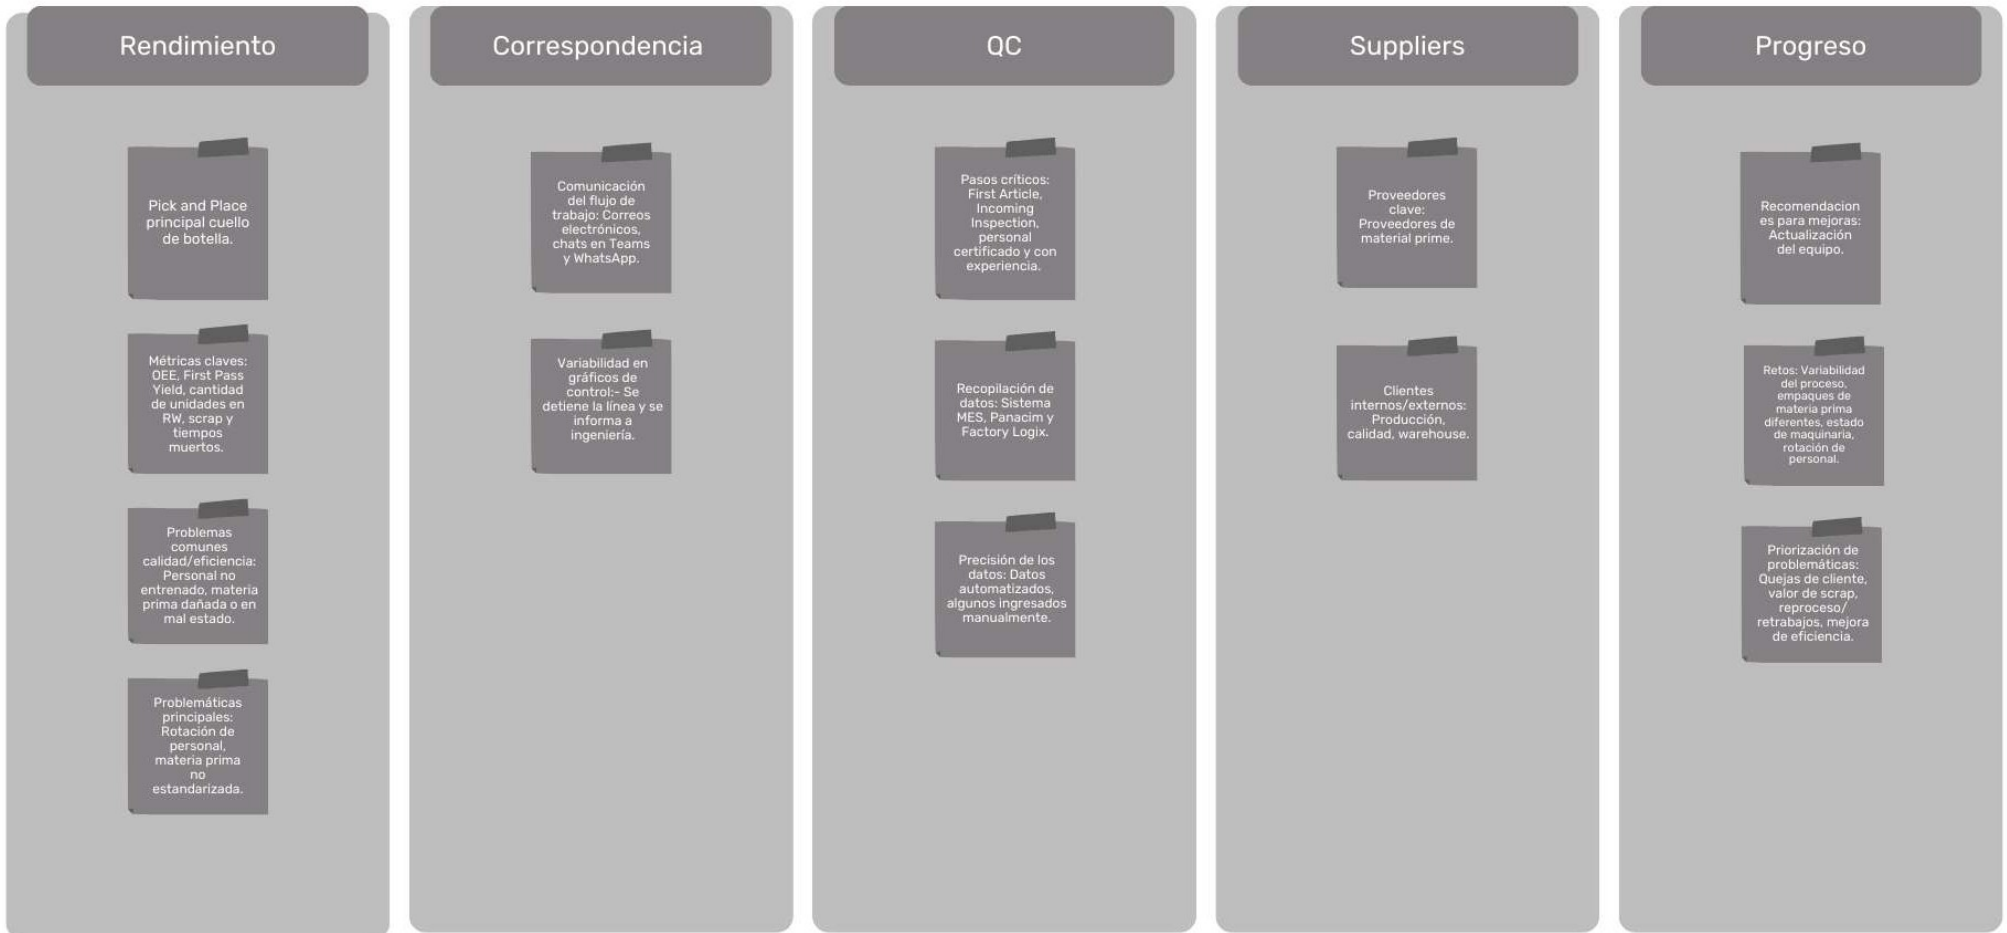 Rendimiento
Pick and Place
principal cuello
de botella.
Métricas claves:
OEE, First Pass
Yield, cantidad
de unidades en
RW, scrap y
tiempos
muertos.
Problemas
comunes
calidad/eficiencia:
Personal no
entrenado, materia
prima dañada o en
mal estado.
Problemáticas
principales:
Rotación de
personal,
materia prima
no
estandarizada.
Correspondencia
Comunicación
del flujo de
trabajo: Correos
electrónicos,
chats en Teams
y WhatsApp.
Variabilidad en
gráficos de
control:- Se
detiene la línea y se
informa a
ingeniería.
QC
Pasos críticos:
First Article,
Incoming
Inspection,
personal
certificado y con
experiencia.
Recopilación de
datos: Sistema
MES, Panacim y
Factory Logix.
Precisión de los
datos: Datos
automatizados,
algunos ingresados
manualmente.
Suppliers
Proveedores
clave:
Proveedores de
material prime.
Clientes
internos/externos:
Producción,
calidad, warehouse.
Progreso
Recomendacion
es para mejoras:
Actualización
del equipo.
Retos: Variabilidad
del proceso,
empaques de
materia prima
diferentes, estado
de maquinaria,
rotación de
personal.
Priorización de
problemáticas:
Quejas de cliente,
valor de scrap,
reproceso/
retrabajos, mejora
de eficiencia.